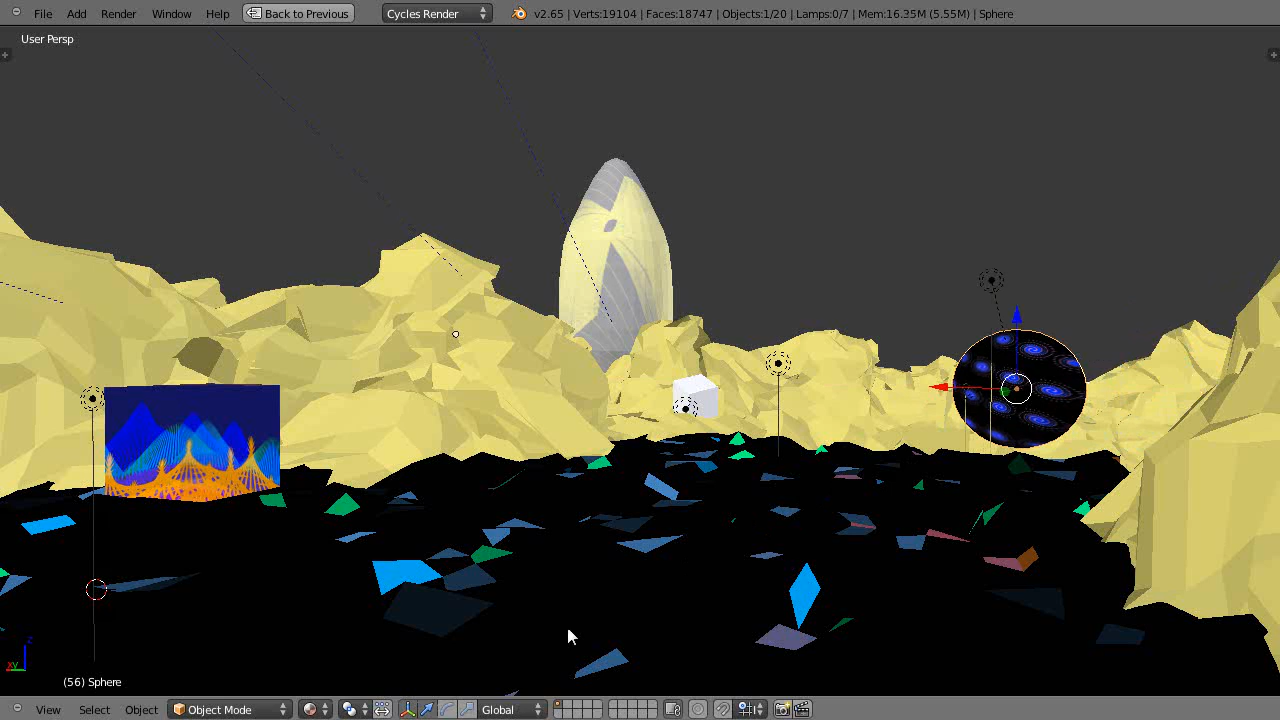 File Add Render Window Help Back to Previous Cycles Render v2.65 | Verts:19104 | Faces:18747 | Objects:1/20 | Lamps:0/7 | Mem:16.35M (5.55M) | Sphere
User Persp
z
x y
(56) Sphere
View Select Object Object Mode Global